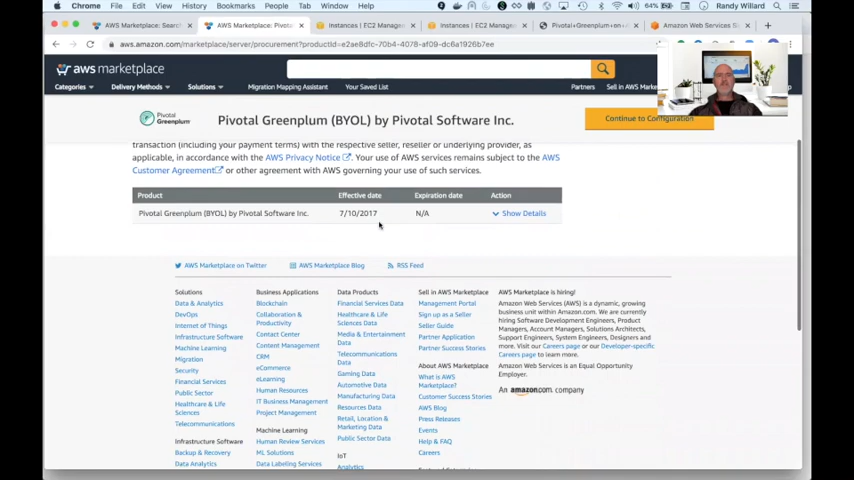 Chrome File Edit View History Bookmarks People Tab Window Help 64% Randy Willard
AWS Marketplace: Search AWS Marketplace: Pivotal Instances | EC2 Managem Instances | EC2 Managem Pivotal+Greenplum+on+ Amazon Web Services Si
aws.amazon.com/marketplace/server/procurement?productId=e2ae8dfc-70b4-4078-af09-dc6a1926b7ee
aws marketplace
Categories Delivery Methods Solutions Migration Mapping Assistant Your Saved List Partners Sell in AWS Mark
Pivotal Greenplum
Pivotal Greenplum (BYOL) by Pivotal Software Inc.
Continue to Configuration
transaction (including your payment terms) with the respective seller, reseller or underlying provider, as
applicable, in accordance with the AWS Privacy Notice. Your use of AWS services remains subject to the AWS
Customer Agreement or other agreement with AWS governing your use of such services.
Product Effective date Expiration date Action
Pivotal Greenplum (BYOL) by Pivotal Software Inc. 7/10/2017 N/A Show Details
AWS Marketplace on Twitter AWS Marketplace Blog RSS Feed
Solutions
Data & Analytics
DevOps
Internet of Things
Infrastructure Software
Machine Learning
Migration
Security
Financial Services
Public Sector
Healthcare & Life
Sciences
Telecommunications
Infrastructure Software
Backup & Recovery
Data Analytics
Business Applications
Blockchain
Collaboration &
Productivity
Contact Center
Content Management
CRM
eCommerce
eLearning
Human Resources
IT Business Management
Project Management
Machine Learning
Human Review Services
ML Solutions
Data Labeling Services
Data Products
Financial Services Data
Healthcare & Life
Sciences Data
Media & Entertainment
Data
Telecommunications
Data
Gaming Data
Automotive Data
Manufacturing Data
Resources Data
Retail, Location &
Marketing Data
Public Sector Data
IoT
Analytics
Sell in AWS Marketplace
Management Portal
Sign up as a Seller
Seller Guide
Partner Application
Partner Success Stories
About AWS Marketplace
What is AWS
Marketplace?
Customer Success Stories
AWS Blog
Press Releases
Events
Help & FAQ
Careers
AWS Marketplace is hiring!
Amazon Web Services (AWS) is a dynamic, growing
business unit within Amazon.com. We are currently
hiring Software Development Engineers, Product
Managers, Account Managers, Solutions Architects,
Support Engineers, System Engineers, Designers and
more. Visit our Careers page or our Developer-specific
Careers page to learn more.
Amazon Web Services is an Equal Opportunity
Employer.
An amazon.com company